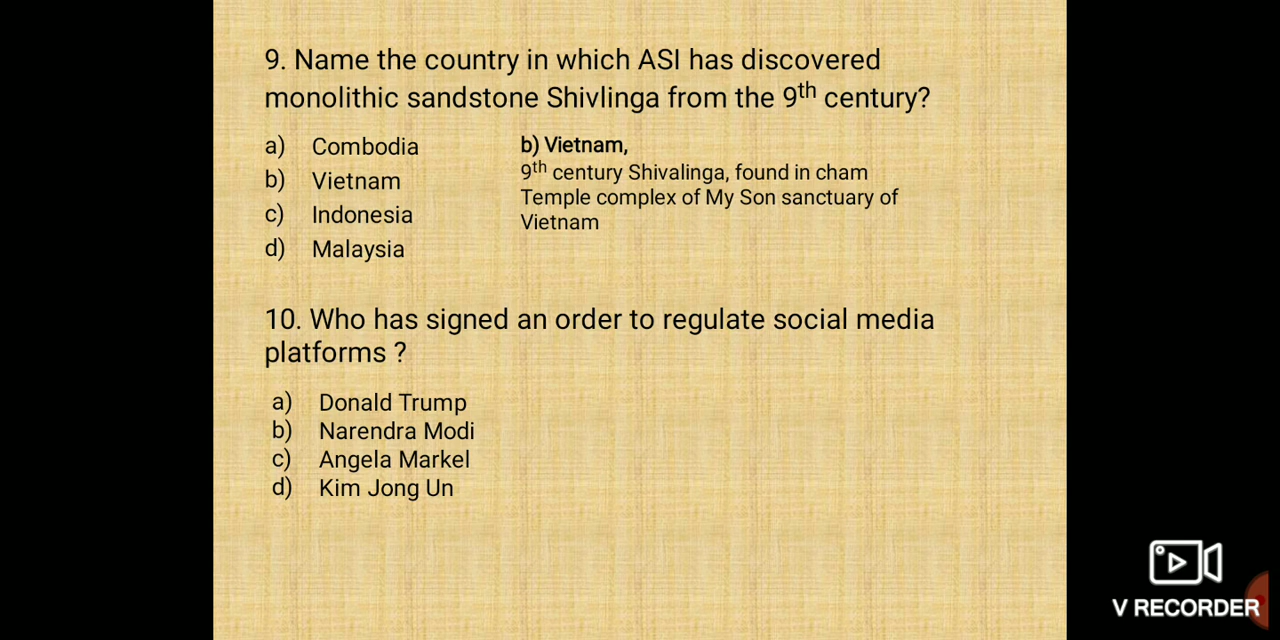 9. Name the country in which ASI has discovered
monolithic sandstone Shivlinga from the 9th century?
a) Combodia
b) Vietnam
c) Indonesia
d) Malaysia
b) Vietnam,
9th century Shivalinga, found in cham
Temple complex of My Son sanctuary of
Vietnam
10. Who has signed an order to regulate social media
platforms ?
a) Donald Trump
b) Narendra Modi
c) Angela Markel
d) Kim Jong Un
V RECORDER